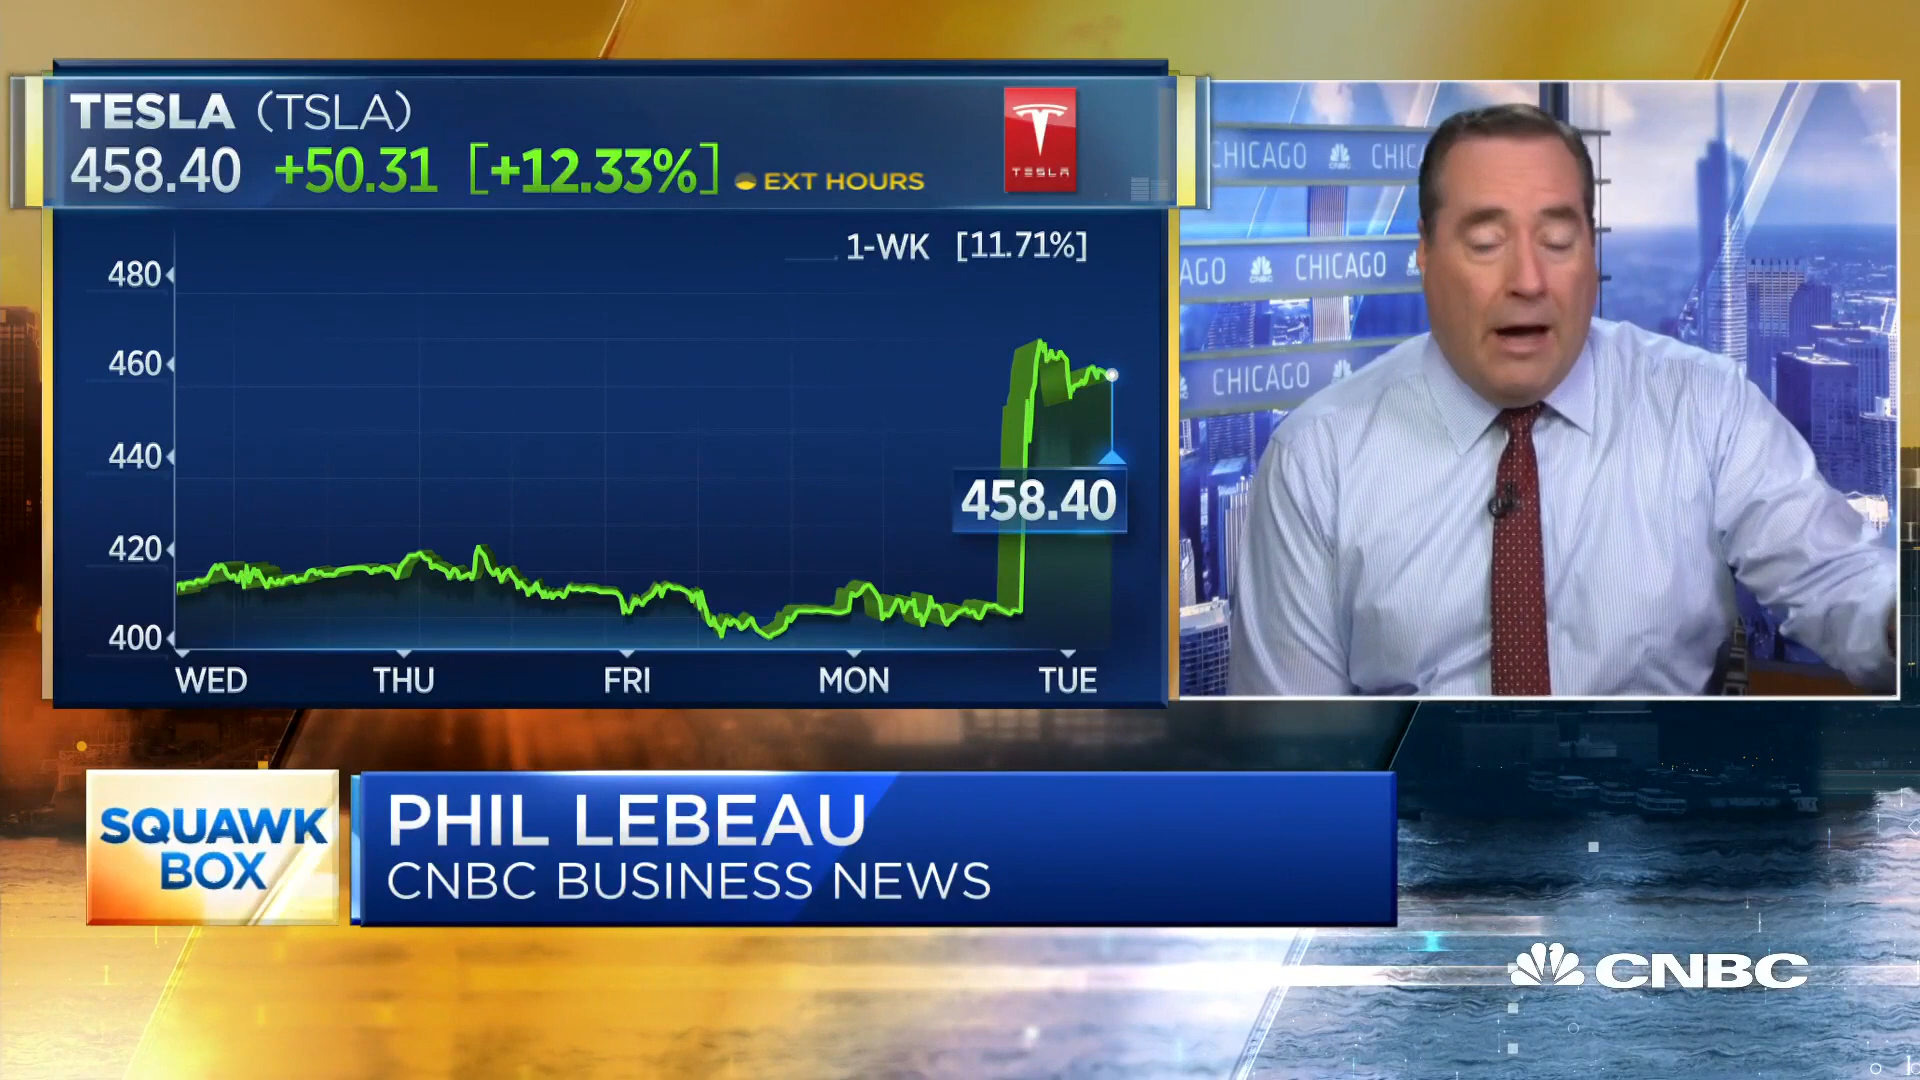 TESLA (TSLA)
458.40 +50.31 [+12.33%] EXT HOURS
TESLA
1-WK [11.71%]
480
460
440
420
400
458.40
WED THU FRI MON TUE
CHICAGO CNBC CHIC
AGO CNBC CHICAGO
CHICAGO
SQUAWK
BOX
PHIL LEBEAU
CNBC BUSINESS NEWS
CNBC